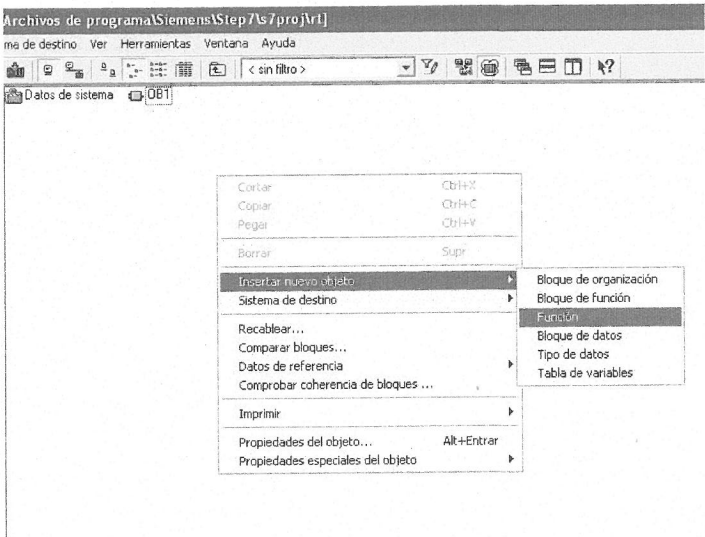 Archivos de programa\Siemens\Step7\s7proj\rt]
ma de destino Ver Herramientas Ventana Ayuda
< sin filtro >
Datos de sistema OB1
Cortar Ctrl+X
Copiar Ctrl+C
Pegar Ctrl+V
Borrar Supr
Insertar nuevo objeto
Sistema de destino
Recablear...
Comparar bloques...
Datos de referencia
Comprobar coherencia de bloques ...
Imprimir
Propiedades del objeto... Alt+Entrar
Propiedades especiales del objeto
Bloque de organización
Bloque de función
Función
Bloque de datos
Tipo de datos
Tabla de variables